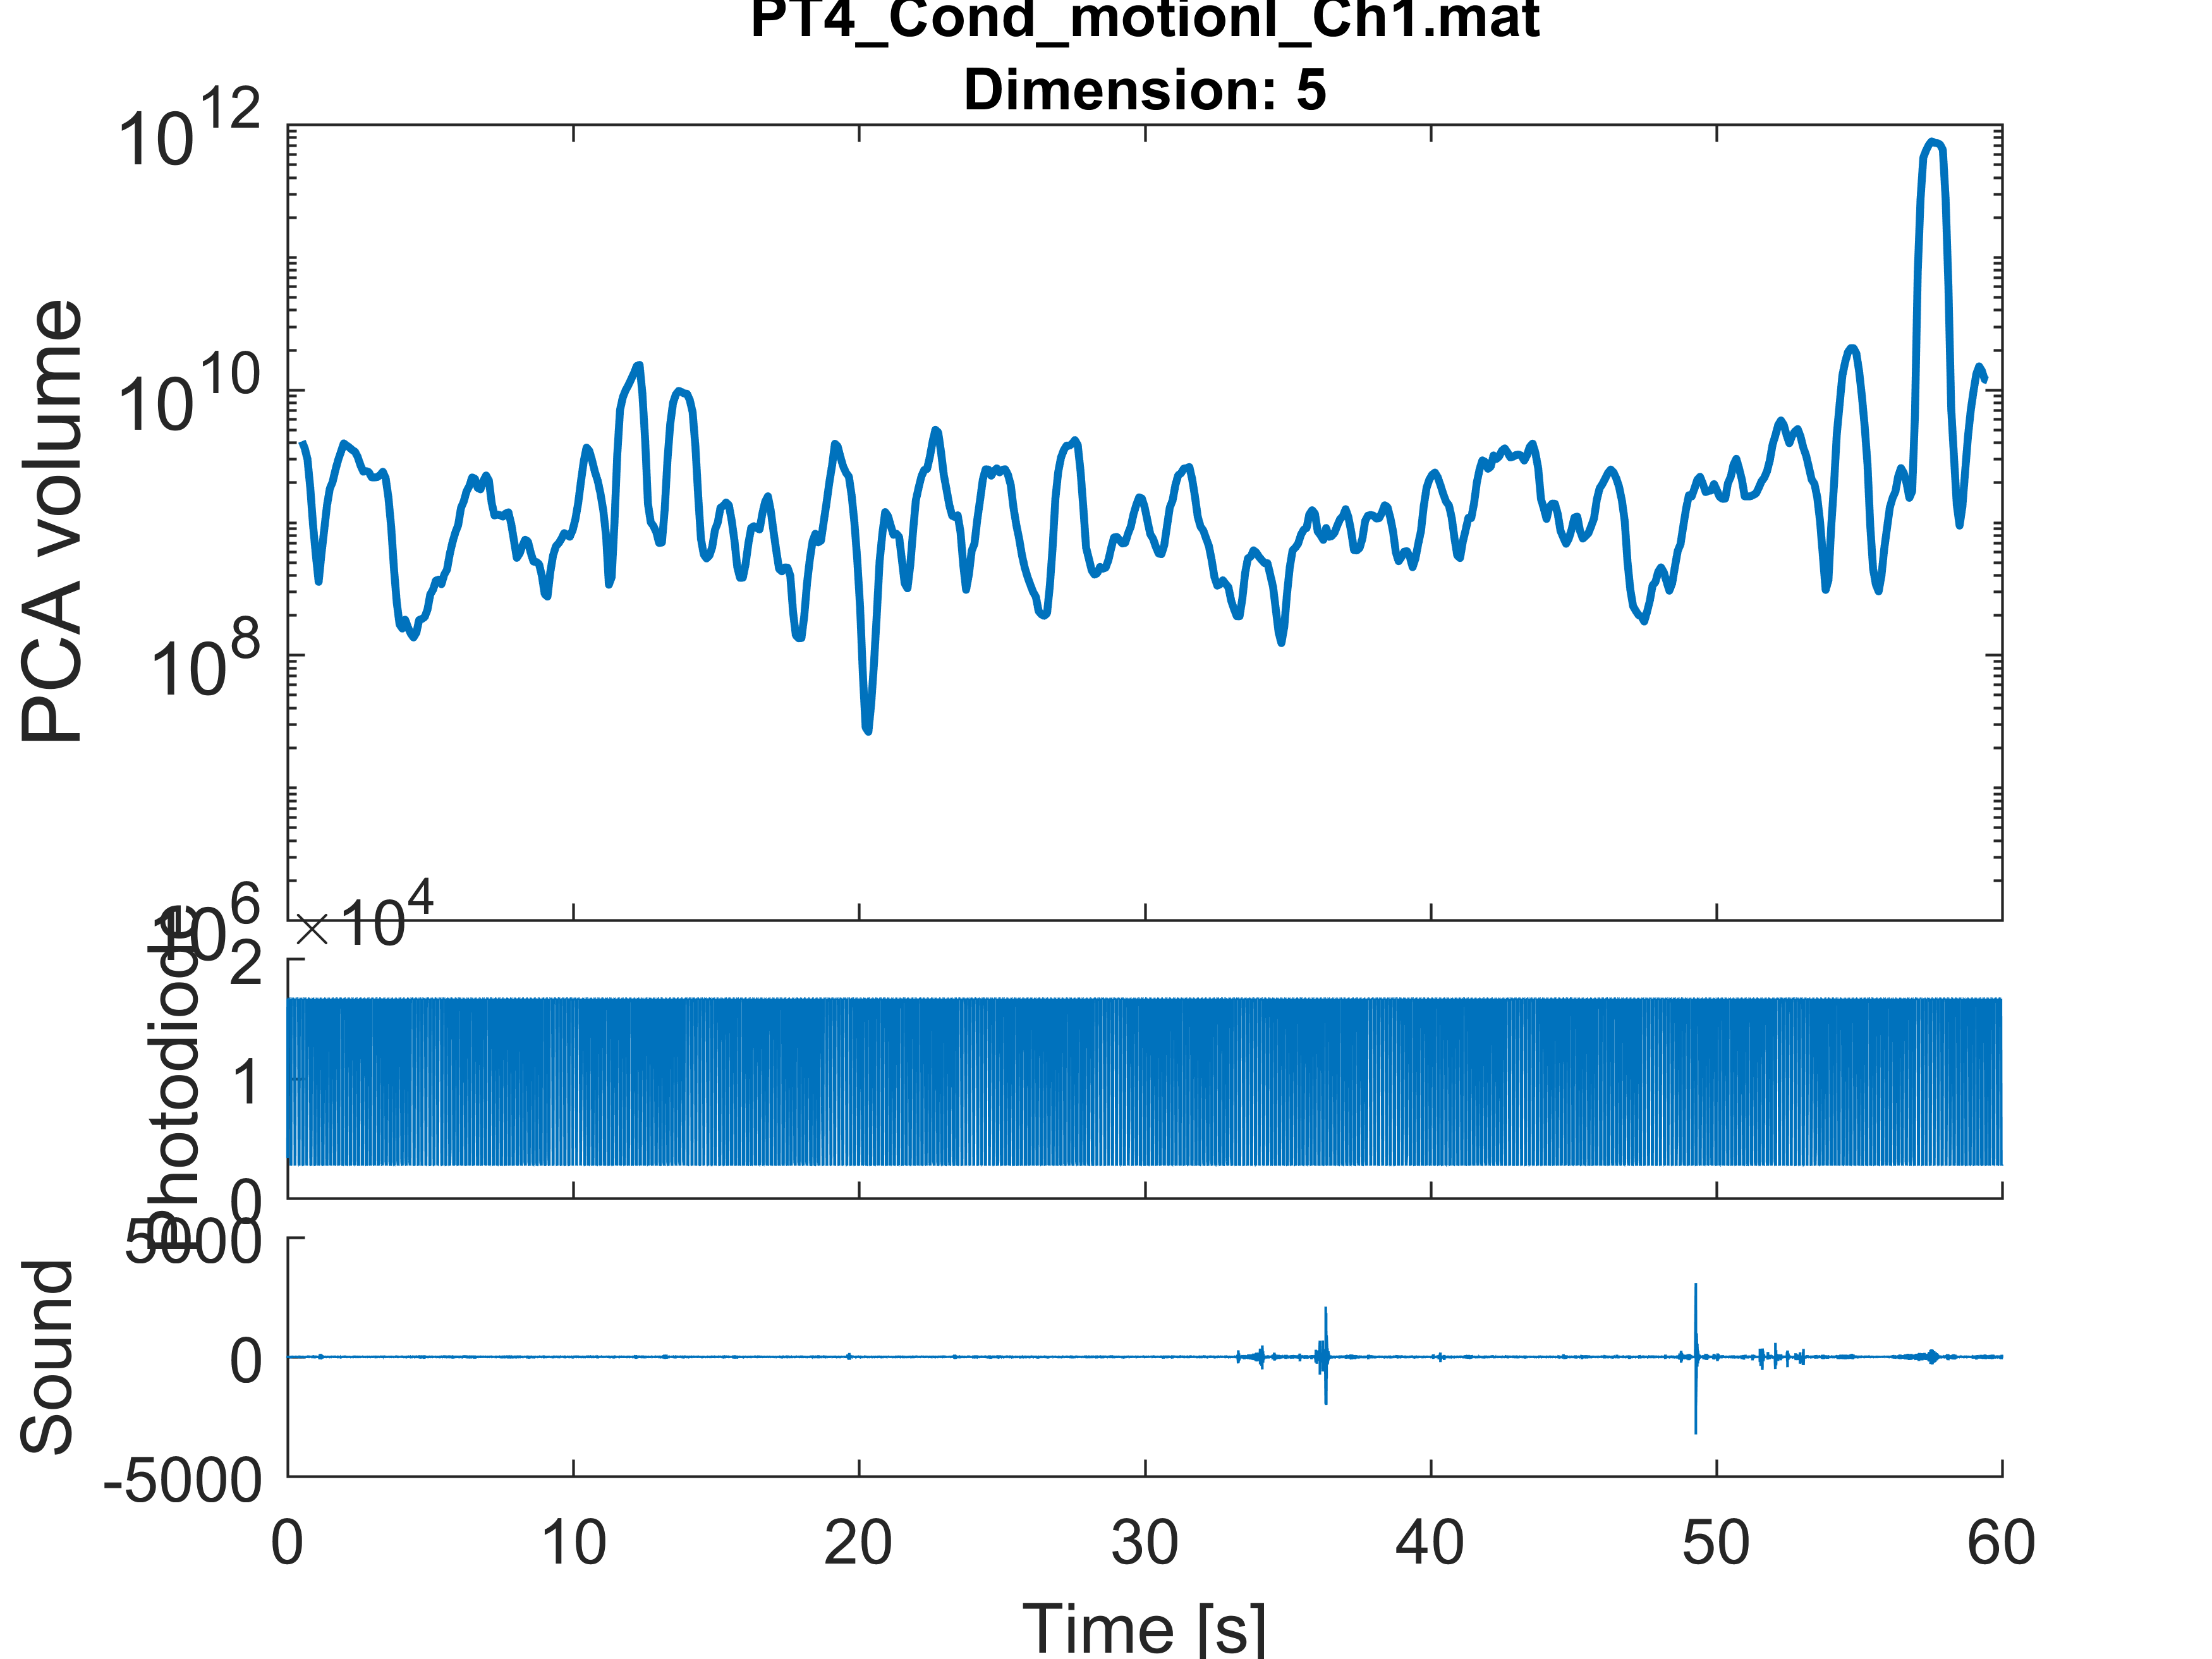 PT4_Cond_motionI_Ch1.mat
Dimension: 5
PCA volume
10^12
10^10
10^8
10^6
×10^4
Photodiode
2
1
0
Sound
5000
0
-5000
0 10 20 30 40 50 60
Time [s]